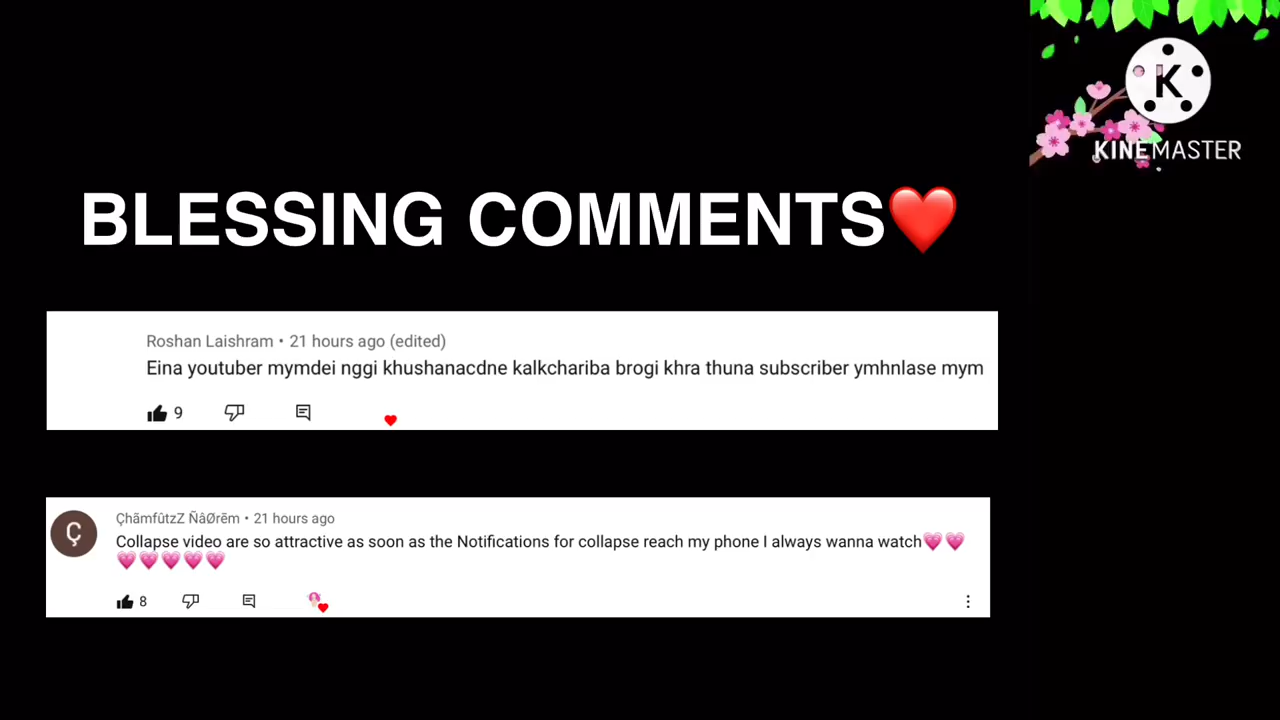 K
KINEMASTER
BLESSING COMMENTS❤️
Roshan Laishram • 21 hours ago (edited)
Eina youtuber mymdei nggi khushanacdne kalkchariba brogi khra thuna subscriber ymhnlase mym
9
Ç
ÇhãmfûtzZ ÑâØrēm • 21 hours ago
Collapse video are so attractive as soon as the Notifications for collapse reach my phone I always wanna watch💗💗
💗💗💗💗💗
8